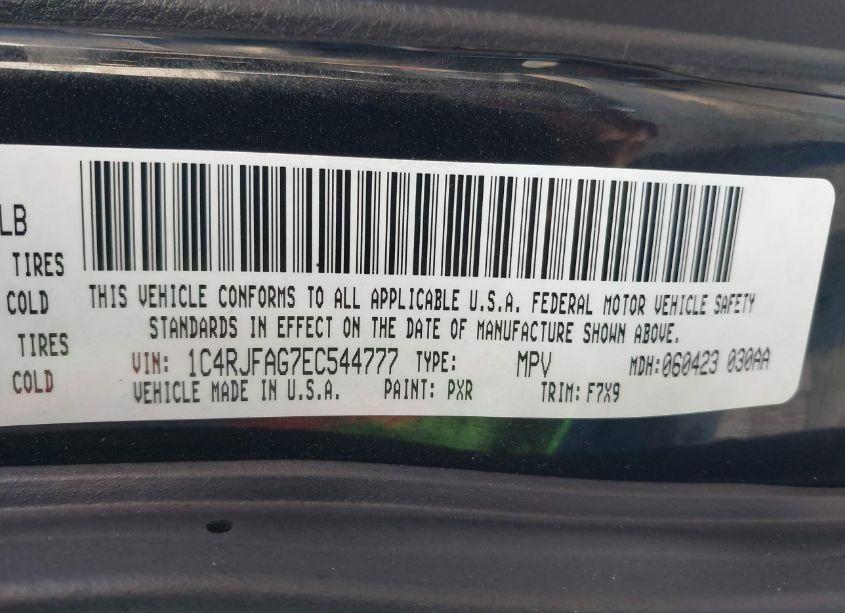 LB
TIRES
COLD
TIRES
COLD
THIS VEHICLE CONFORMS TO ALL APPLICABLE U.S.A. FEDERAL MOTOR VEHICLE SAFETY
STANDARDS IN EFFECT ON THE DATE OF MANUFACTURE SHOWN ABOVE.
VIN: 1C4RJFAG7EC544777 TYPE: MPV MDH:060423 030AA
VEHICLE MADE IN U.S.A. PAINT: PXR TRIM: F7X9